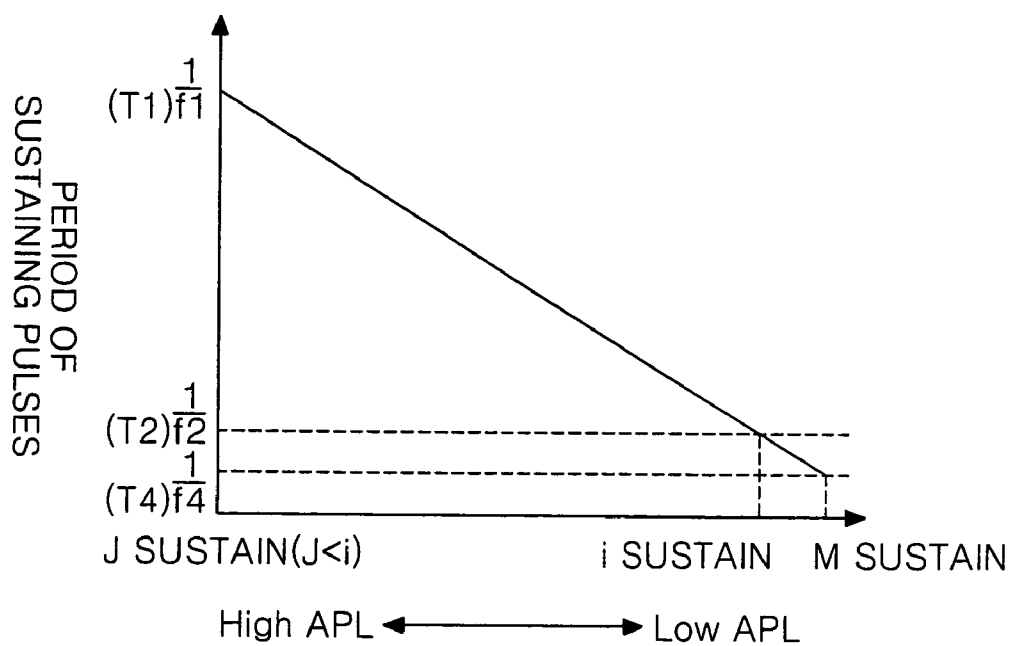 PERIOD OF
SUSTAINING PULSES
(T1) 1/f1
(T2) 1/f2
(T4) 1/f4
J SUSTAIN(J<i)
i SUSTAIN
M SUSTAIN
High APL
Low APL